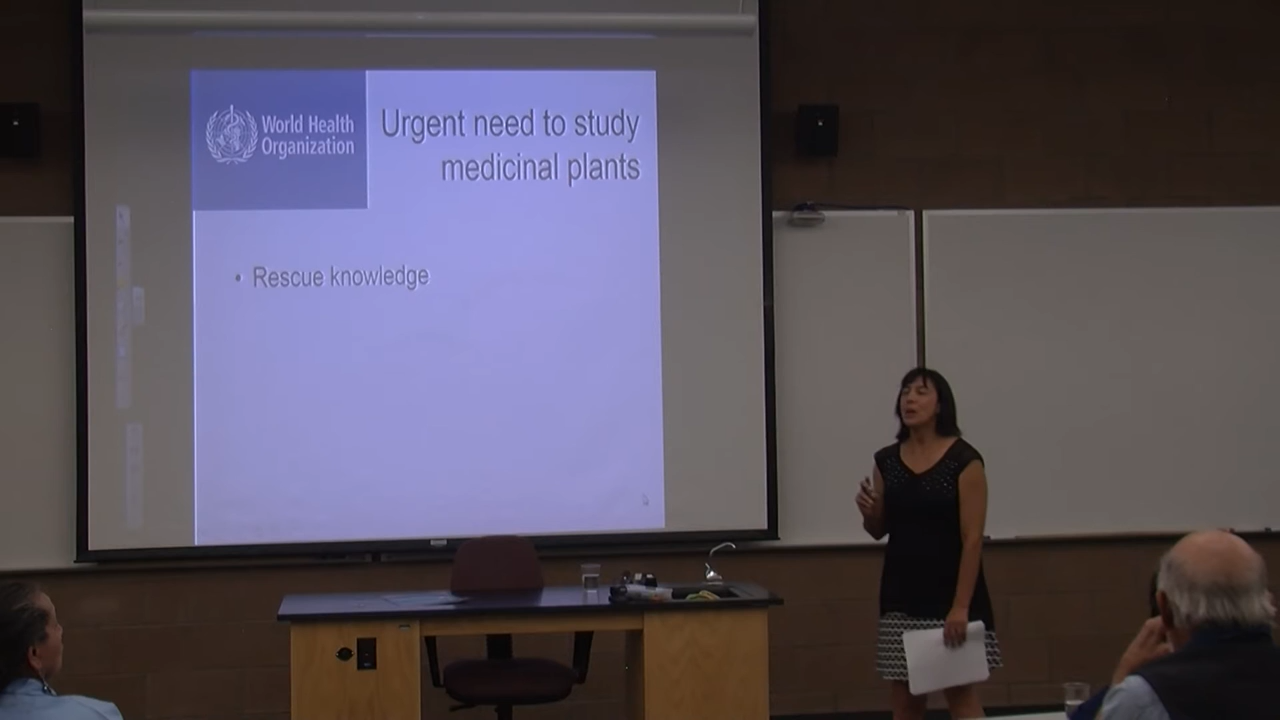 World Health
Organization
Urgent need to study
medicinal plants
• Rescue knowledge